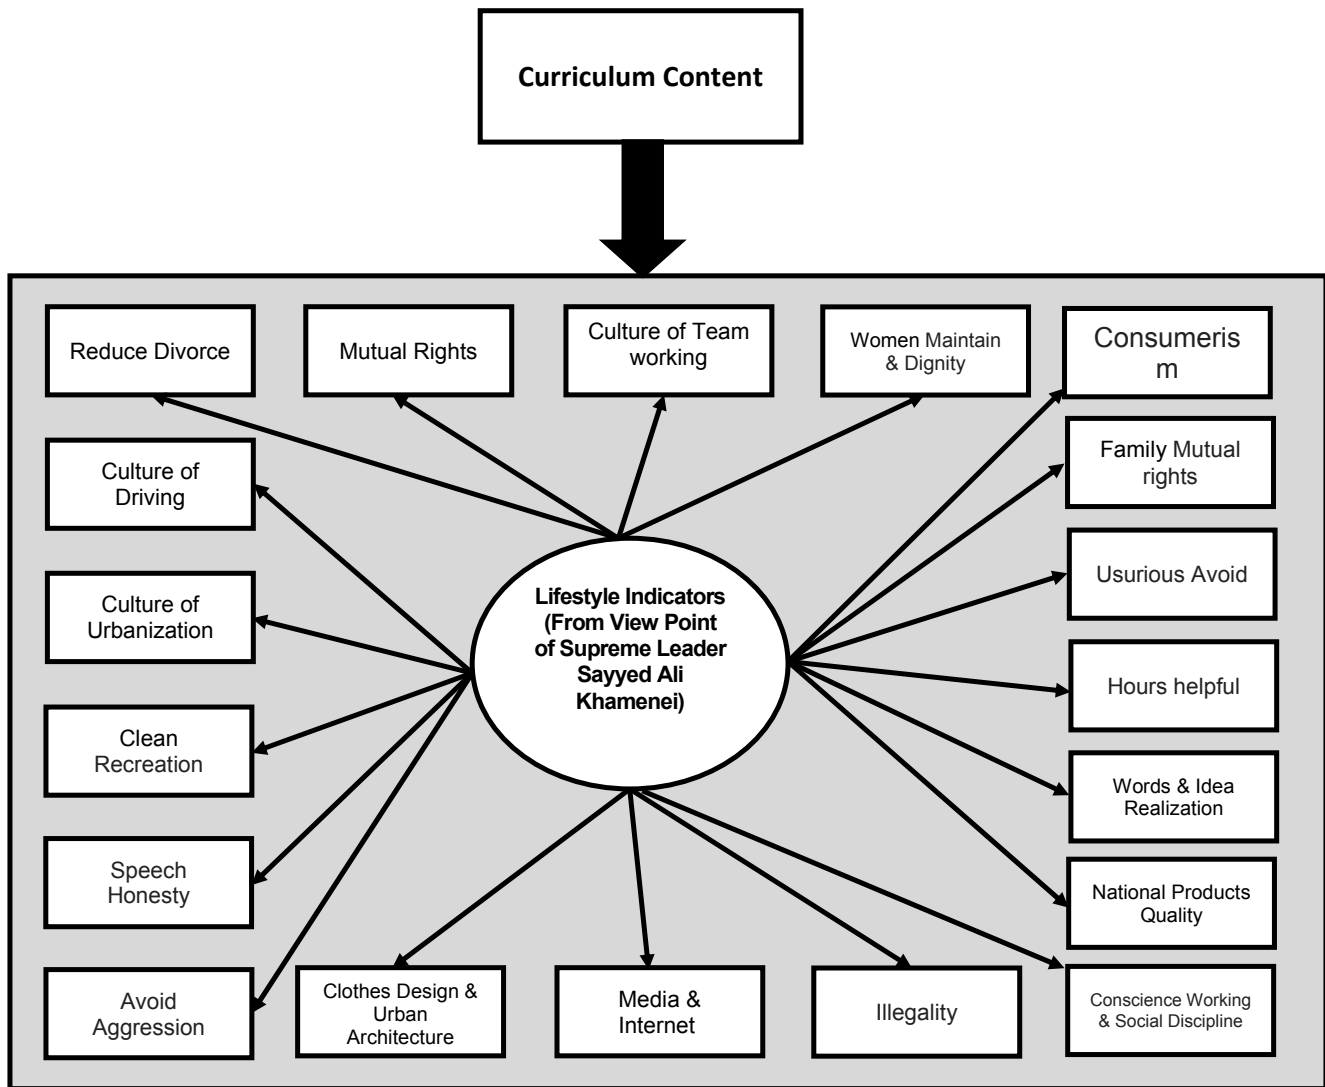 Curriculum Content
Reduce Divorce
Mutual Rights
Culture of Team
working
Women Maintain
& Dignity
Consumeris
m
Culture of
Driving
Family Mutual
rights
Usurious Avoid
Culture of
Urbanization
Lifestyle Indicators
(From View Point
of Supreme Leader
Sayyed Ali
Khamenei)
Hours helpful
Clean
Recreation
Words & Idea
Realization
Speech
Honesty
National Products
Quality
Avoid
Aggression
Clothes Design &
Urban
Architecture
Media &
Internet
Illegality
Conscience Working
& Social Discipline